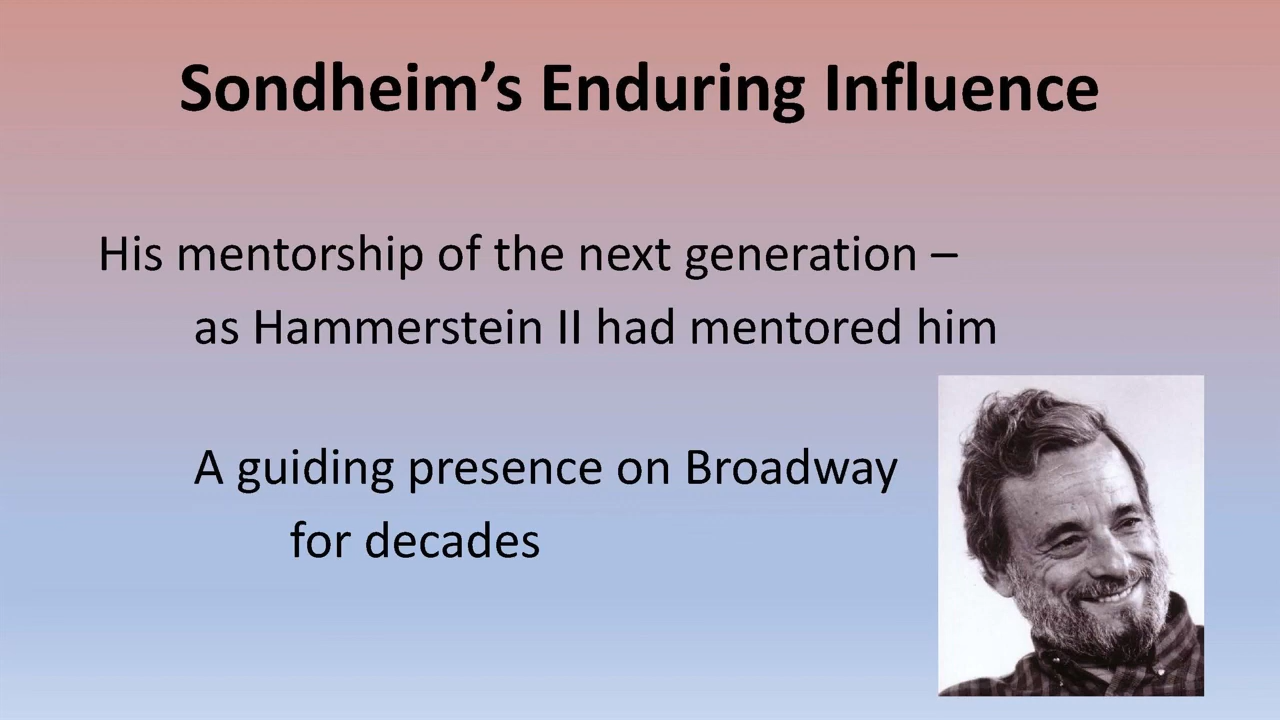 Sondheim’s Enduring Influence
His mentorship of the next generation –
as Hammerstein II had mentored him
A guiding presence on Broadway
for decades